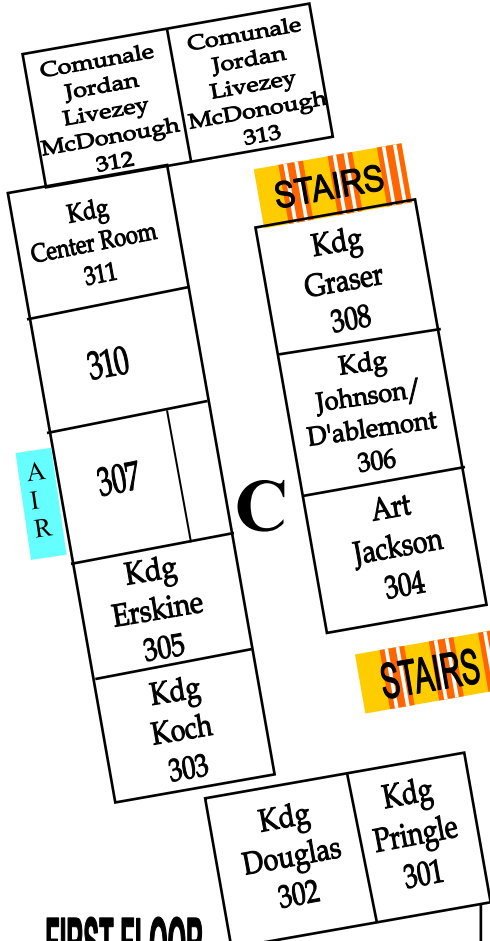 Comunale
Jordan
Livezey
McDonough
312
Comunale
Jordan
Livezey
McDonough
313
STAIRS
Kdg
Center Room
311
Kdg
Graser
308
310
Kdg
Johnson/
D'ablemont
306
307
A
I
R
C
Art
Jackson
304
Kdg
Erskine
305
STAIRS
Kdg
Koch
303
Kdg
Douglas
302
Kdg
Pringle
301
FIRST FLOOR